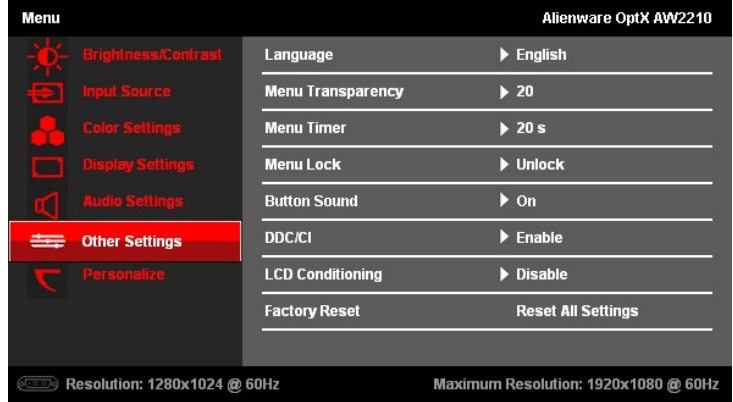 Menu Alienware OptX AW2210
Brightness/Contrast
Input Source
Color Settings
Display Settings
Audio Settings
Other Settings
Personalize
Language English
Menu Transparency 20
Menu Timer 20 s
Menu Lock Unlock
Button Sound On
DDC/CI Enable
LCD Conditioning Disable
Factory Reset Reset All Settings
Resolution: 1280x1024 @ 60Hz Maximum Resolution: 1920x1080 @ 60Hz